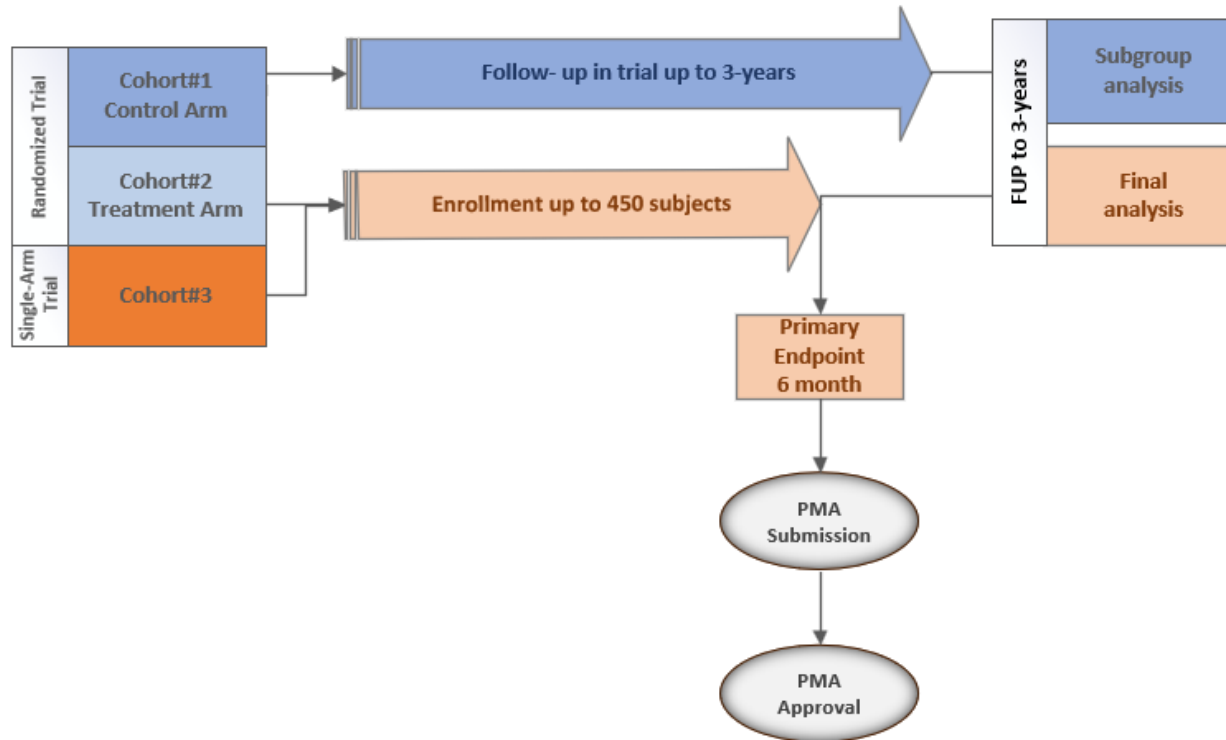 Randomized Trial
Cohort#1
Control Arm
Cohort#2
Treatment Arm
Single-Arm
Trial
Cohort#3
Follow- up in trial up to 3-years
Enrollment up to 450 subjects
FUP to 3-years
Subgroup
analysis
Final
analysis
Primary
Endpoint
6 month
PMA
Submission
PMA
Approval